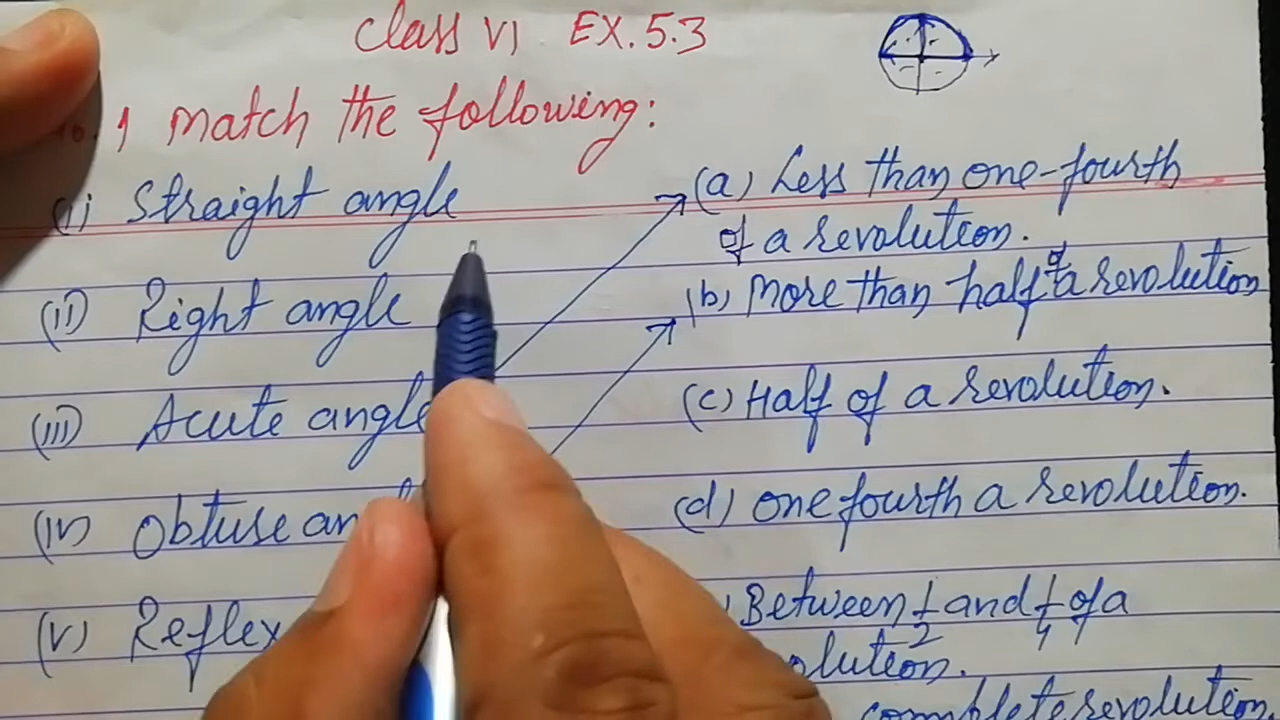 Class VI EX. 5.3
1 Match the following:
(i) Straight angle
(a) Less than one-fourth
of a revolution.
(ii) Right angle
(b) More than half of a revolution
(iii) Acute angle
(c) Half of a revolution.
(iv) Obtuse an
(d) One fourth a revolution.
(v) Reflex
) Between 1/2 and 1/4 of a
olution.
complete revolution.